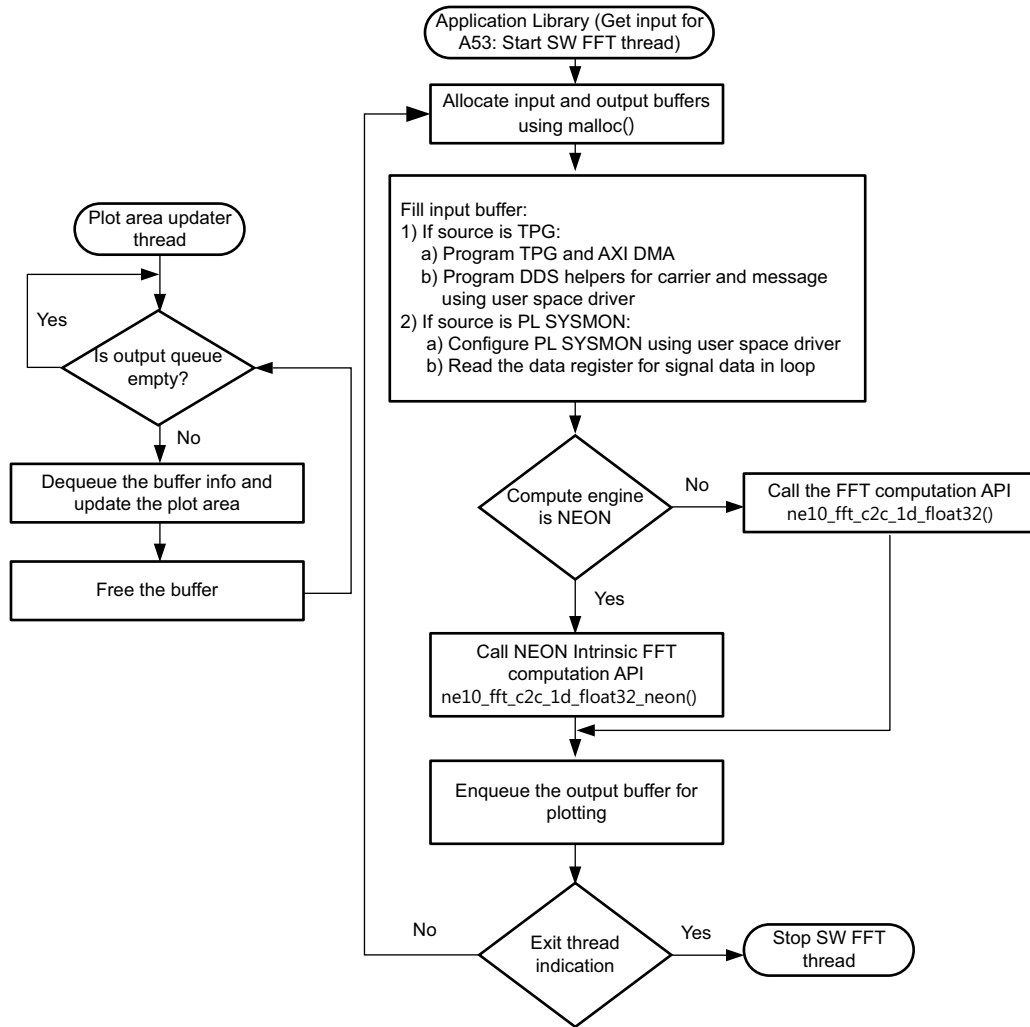 Application Library (Get input for
A53: Start SW FFT thread)
Allocate input and output buffers
using malloc()
Fill input buffer:
1) If source is TPG:
a) Program TPG and AXI DMA
b) Program DDS helpers for carrier and message
using user space driver
2) If source is PL SYSMON:
a) Configure PL SYSMON using user space driver
b) Read the data register for signal data in loop
Plot area updater
thread
Yes
Is output queue
empty?
No
Dequeue the buffer info and
update the plot area
Free the buffer
Compute engine
is NEON
No
Call the FFT computation API
ne10_fft_c2c_1d_float32()
Yes
Call NEON Intrinsic FFT
computation API
ne10_fft_c2c_1d_float32_neon()
Enqueue the output buffer for
plotting
No
Exit thread
indication
Yes
Stop SW FFT
thread